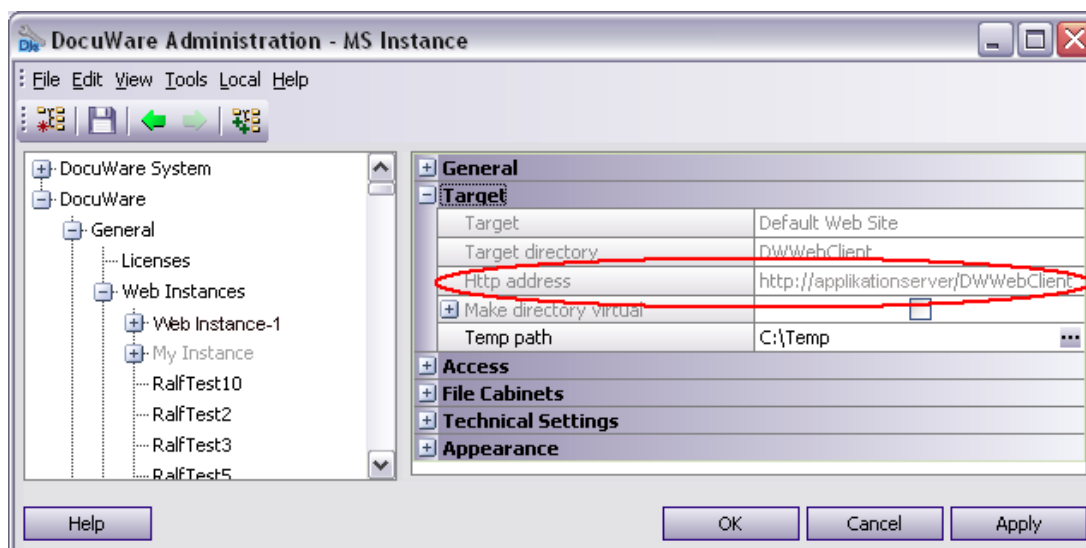 DocuWare Administration - MS Instance
File Edit View Tools Local Help
DocuWare System
DocuWare
General
Licenses
Web Instances
Web Instance-1
My Instance
RalfTest10
RalfTest2
RalfTest3
RalfTest5
General
Target
Target Default Web Site
Target directory DWWebClient
Http address http://applikationserver/DWWebClient
Make directory virtual
Temp path C:\Temp ...
Access
File Cabinets
Technical Settings
Appearance
Help OK Cancel Apply